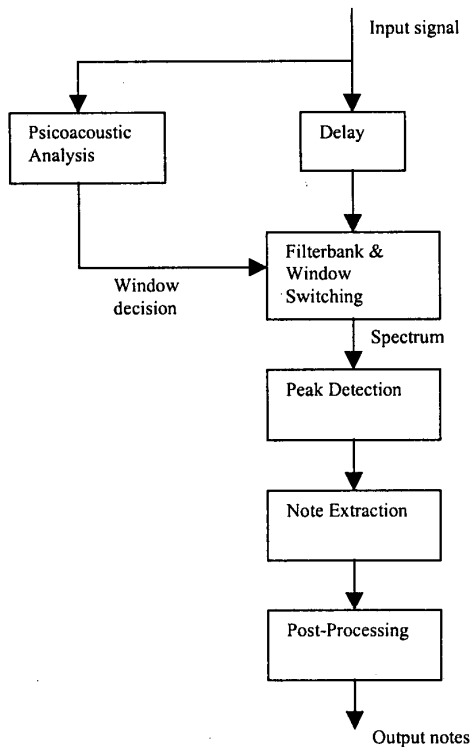 Input signal
Psicoacoustic
Analysis
Delay
Filterbank &
Window
Switching
Window
decision
Spectrum
Peak Detection
Note Extraction
Post-Processing
Output notes